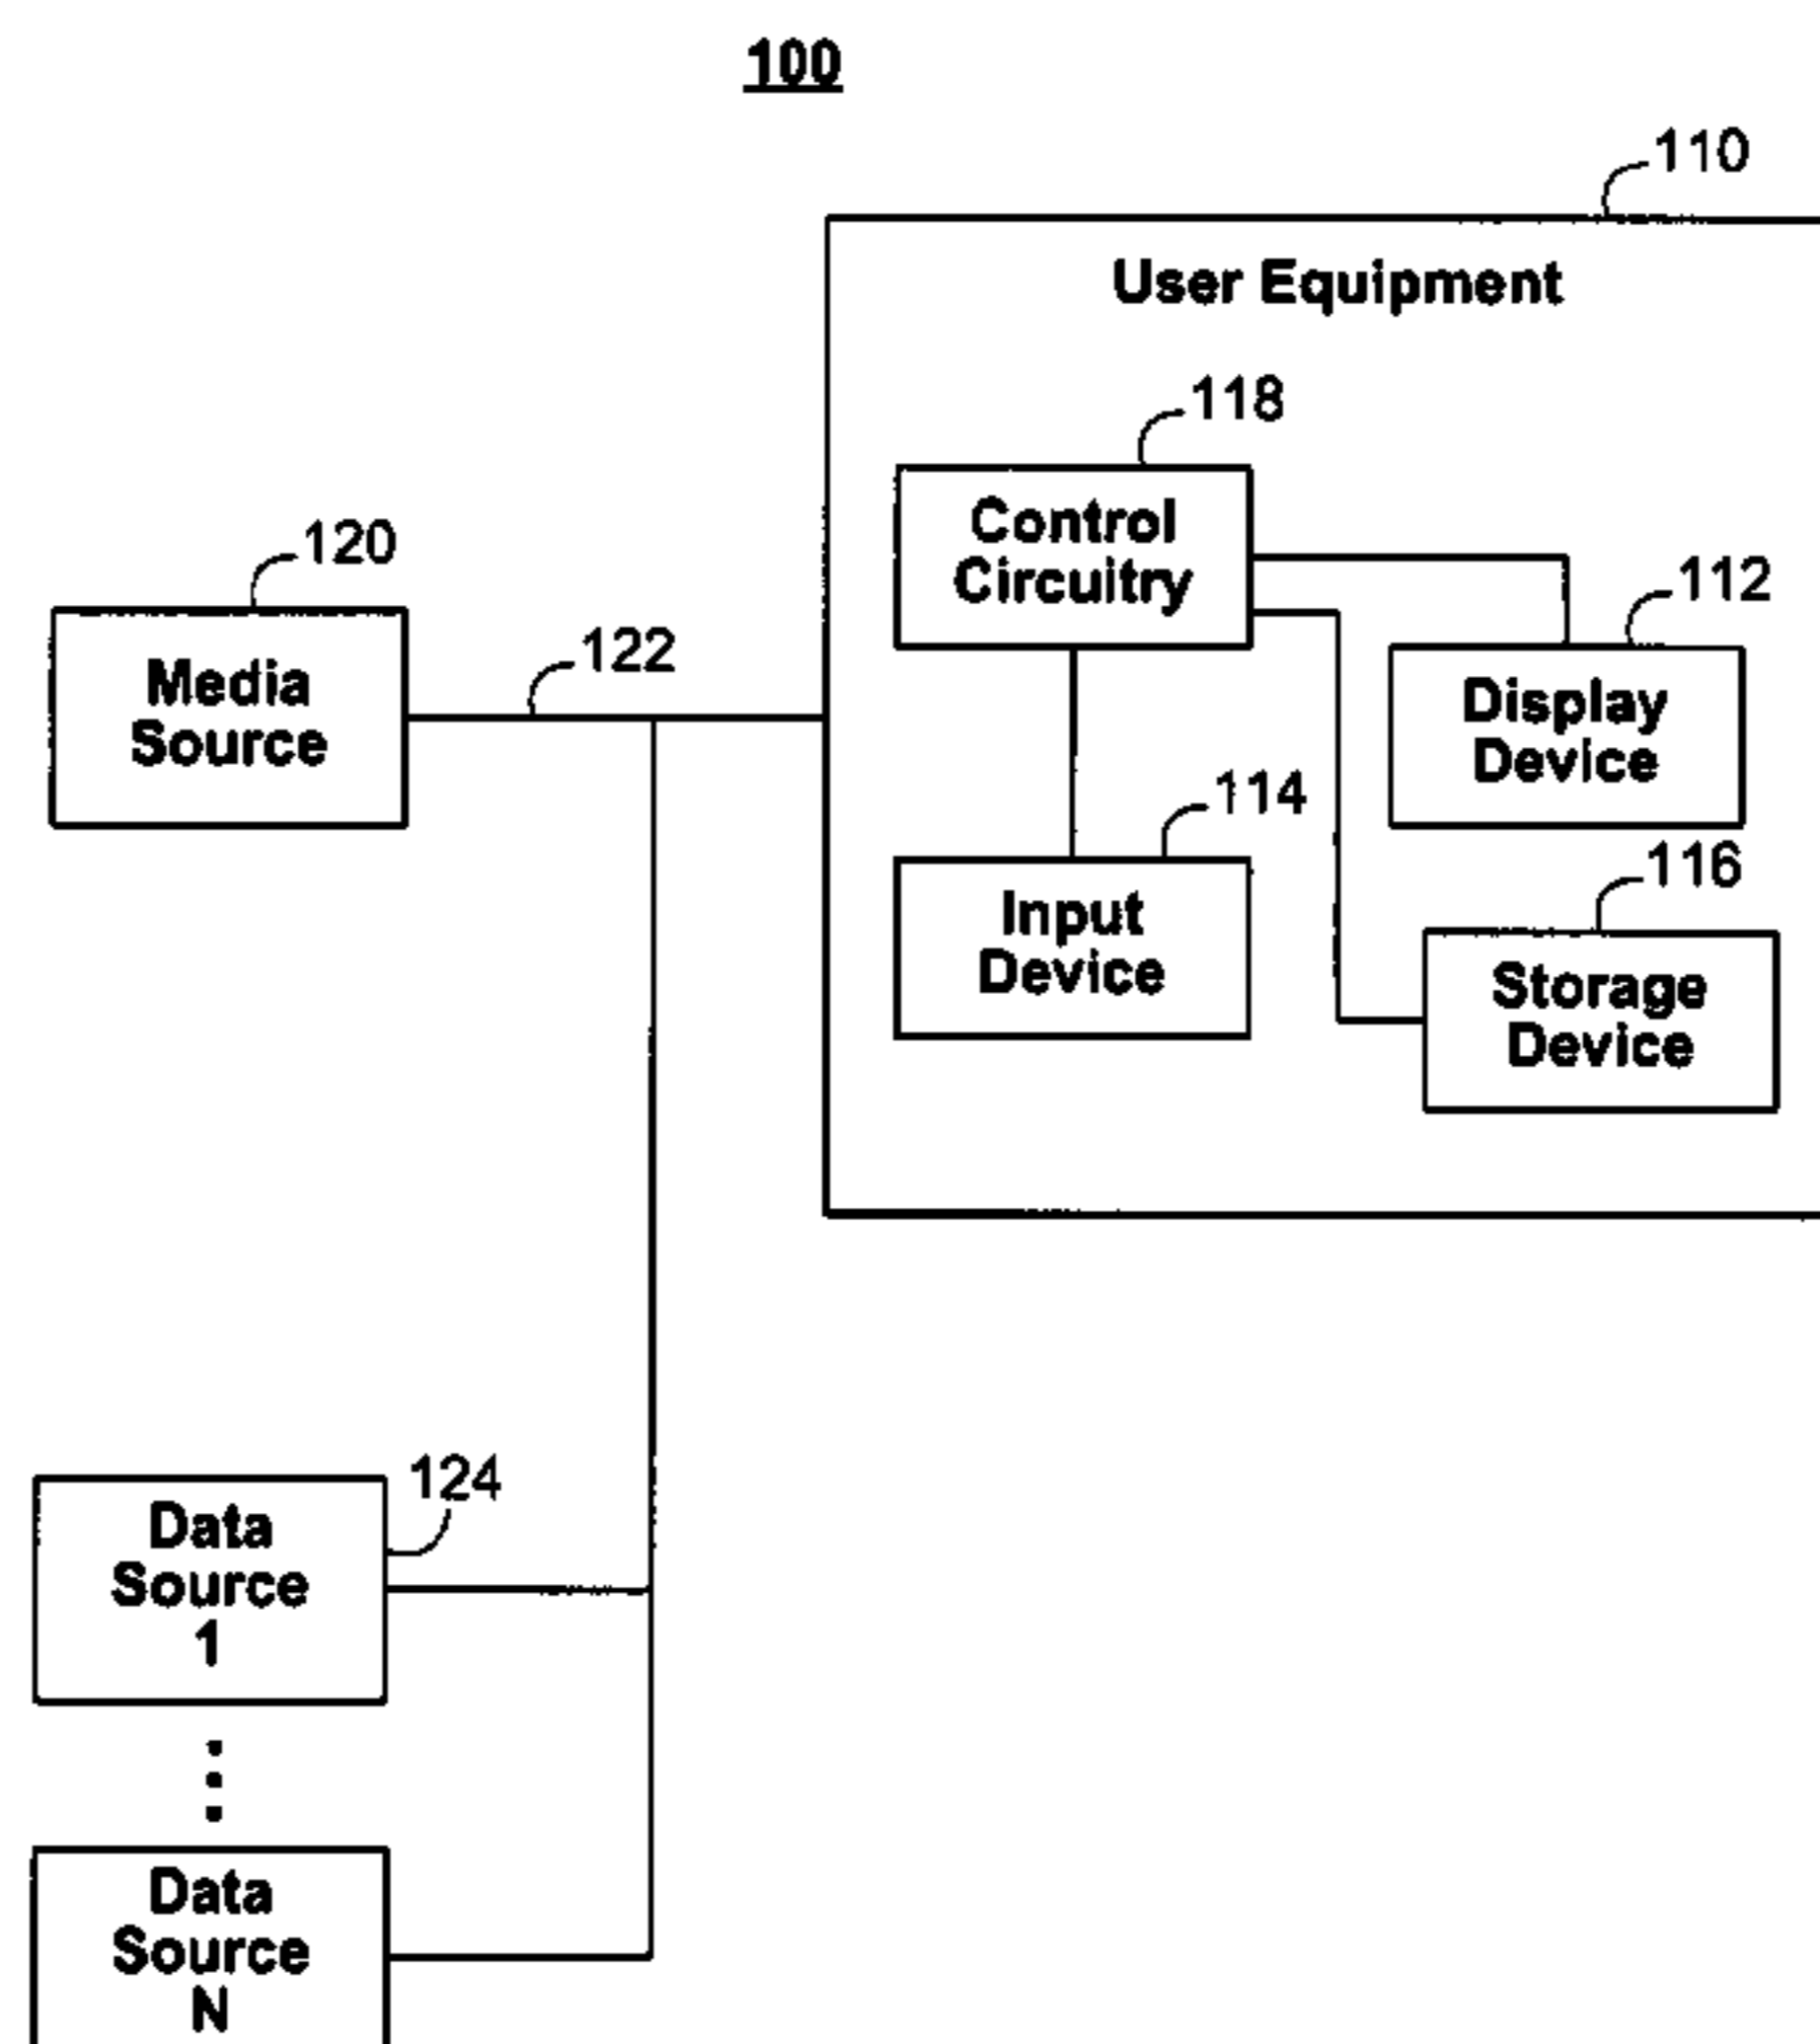 100
110
User Equipment
118
Control
Circuitry
120
112
122
Media
Source
Display
Device
114
116
Input
Device
Storage
Device
124
Data
Source
1
Data
Source
N